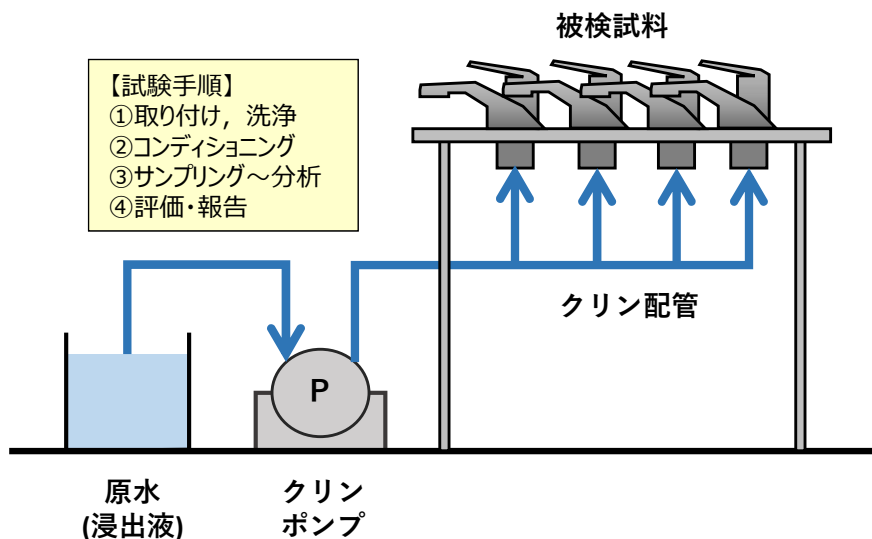 被検試料
【試験手順】
①取り付け，洗浄
②コンディショニング
③サンプリング～分析
④評価・報告
クリン配管
P
原水
(浸出液)
クリン
ポンプ